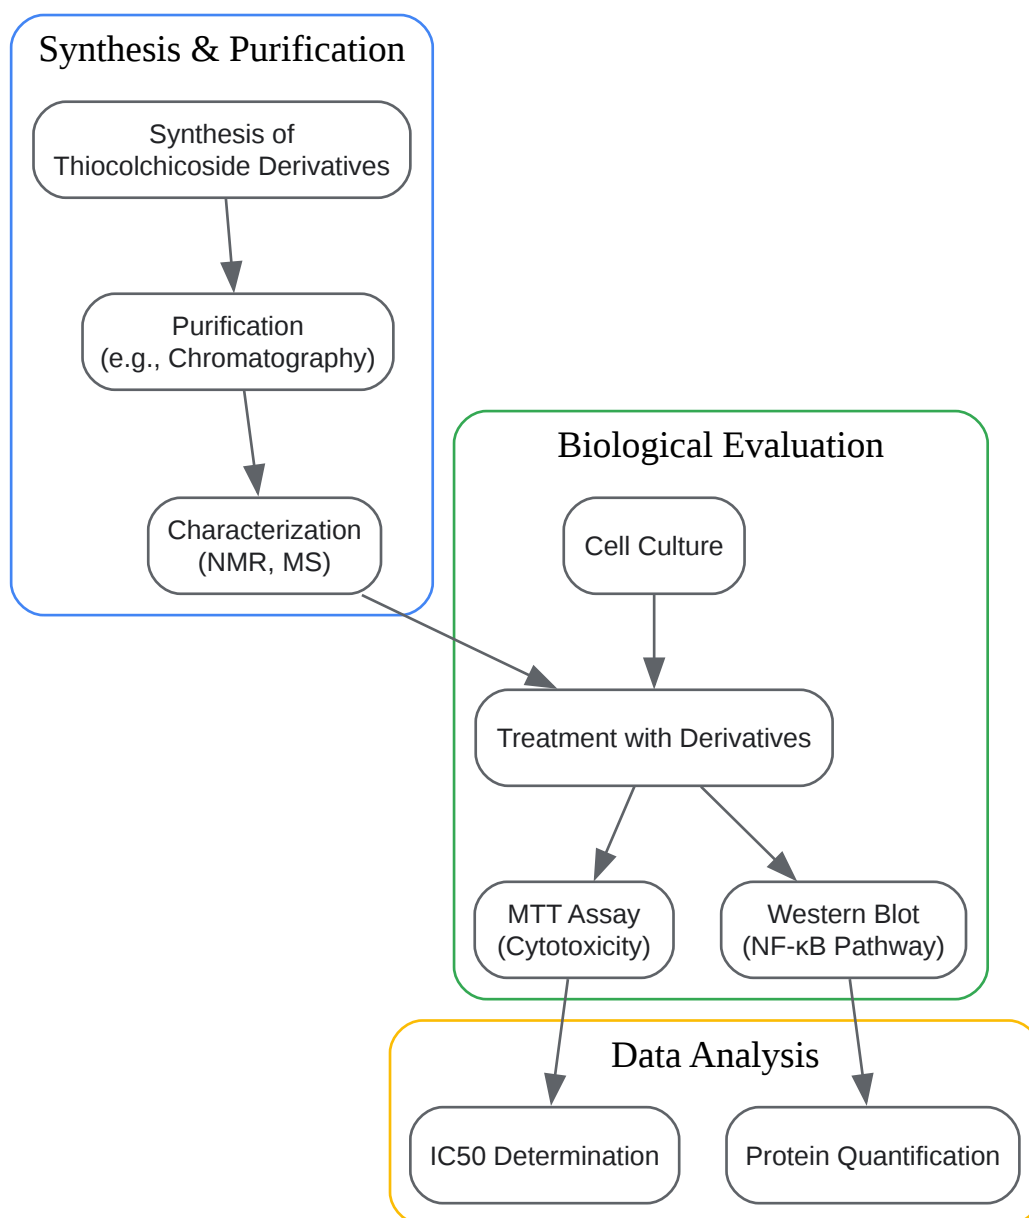 Synthesis & Purification
Synthesis of
Thiocolchicoside Derivatives
Purification
(e.g., Chromatography)
Characterization
(NMR, MS)
Biological Evaluation
Cell Culture
Treatment with Derivatives
MTT Assay
(Cytotoxicity)
Western Blot
(NF-κB Pathway)
Data Analysis
IC50 Determination
Protein Quantification